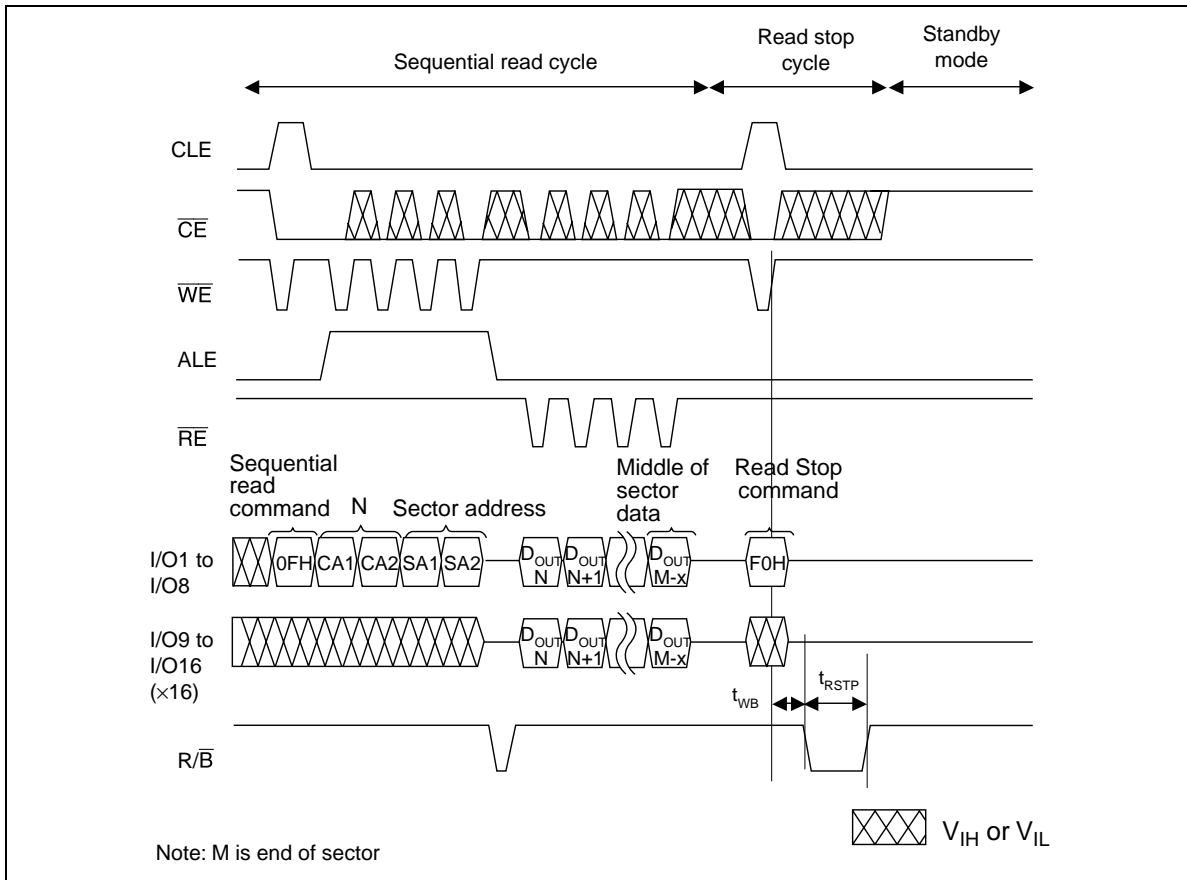 Sequential read cycle
Read stop
cycle
Standby
mode
CLE
CE
WE
ALE
RE
Sequential
read
command
N
Sector address
Middle of
sector
data
Read Stop
command
I/O1 to
I/O8
0FH CA1 CA2 SA1 SA2 DOUT N DOUT N+1 DOUT M-x F0H
I/O9 to
I/O16
(×16)
DOUT N DOUT N+1 DOUT M-x
tWB
tRSTP
R/B
VIH or VIL
Note: M is end of sector